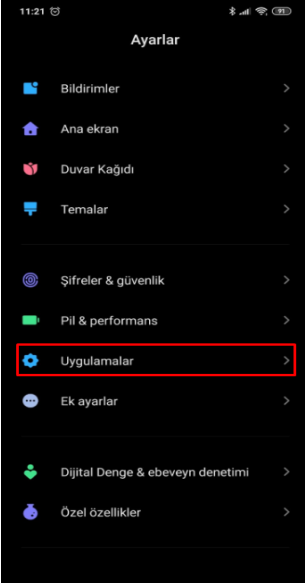 11:21
91
Ayarlar
Bildirimler
Ana ekran
Duvar Kağıdı
Temalar
Şifreler & güvenlik
Pil & performans
Uygulamalar
Ek ayarlar
Dijital Denge & ebeveyn denetimi
Özel özellikler